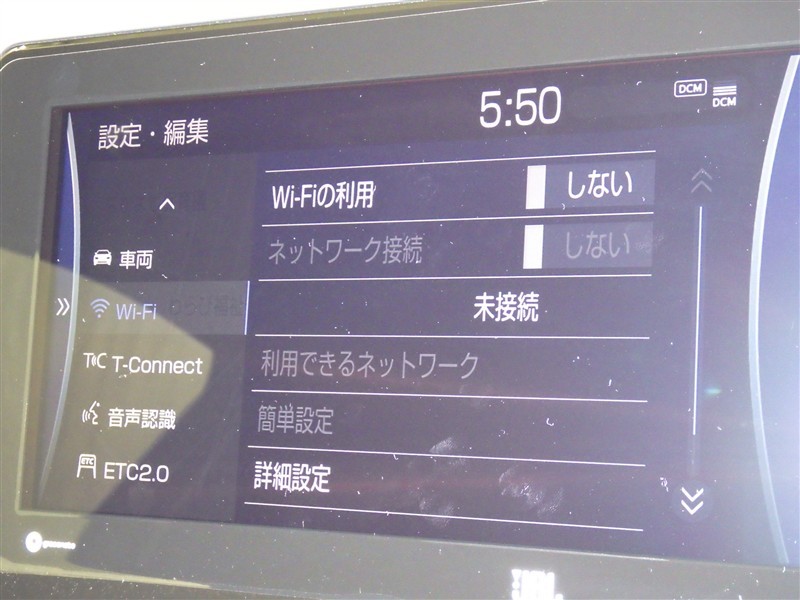 設定・編集
5:50
DCM
DCM
車両
Wi-Fi
T-Connect
音声認識
ETC2.0
ETC
Wi-Fiの利用 しない
ネットワーク接続 しない
未接続
利用できるネットワーク
簡単設定
詳細設定